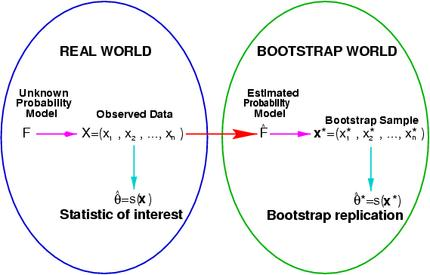 REAL WORLD
BOOTSTRAP WORLD
Unknown
Probability
Model
Observed Data
Estimated
Probability
Model
Bootstrap Sample
F
X=(x₁ , x₂ , ..., xₙ )
F̂
x*=(x₁* , x₂* , ..., xₙ* )
θ̂=s(x)
Statistic of interest
θ̂*=s(x*)
Bootstrap replication